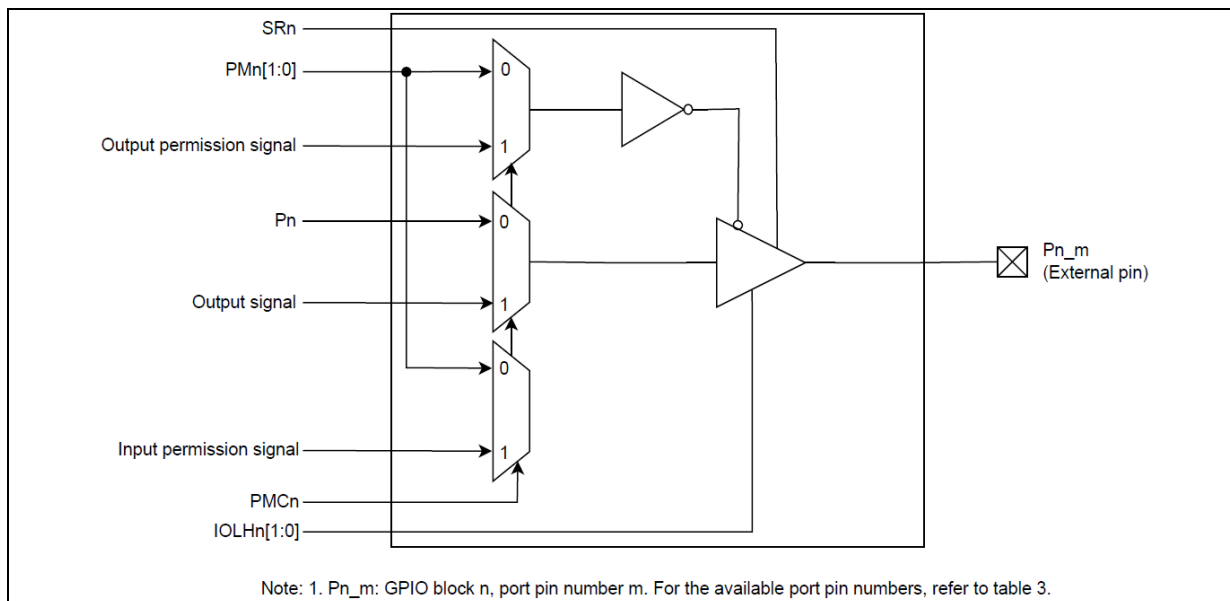 SRn
PMn[1:0]
0
Output permission signal
1
Pn
0
Pn_m
(External pin)
Output signal
1
0
Input permission signal
1
PMCn
IOLHn[1:0]
Note: 1. Pn_m: GPIO block n, port pin number m. For the available port pin numbers, refer to table 3.